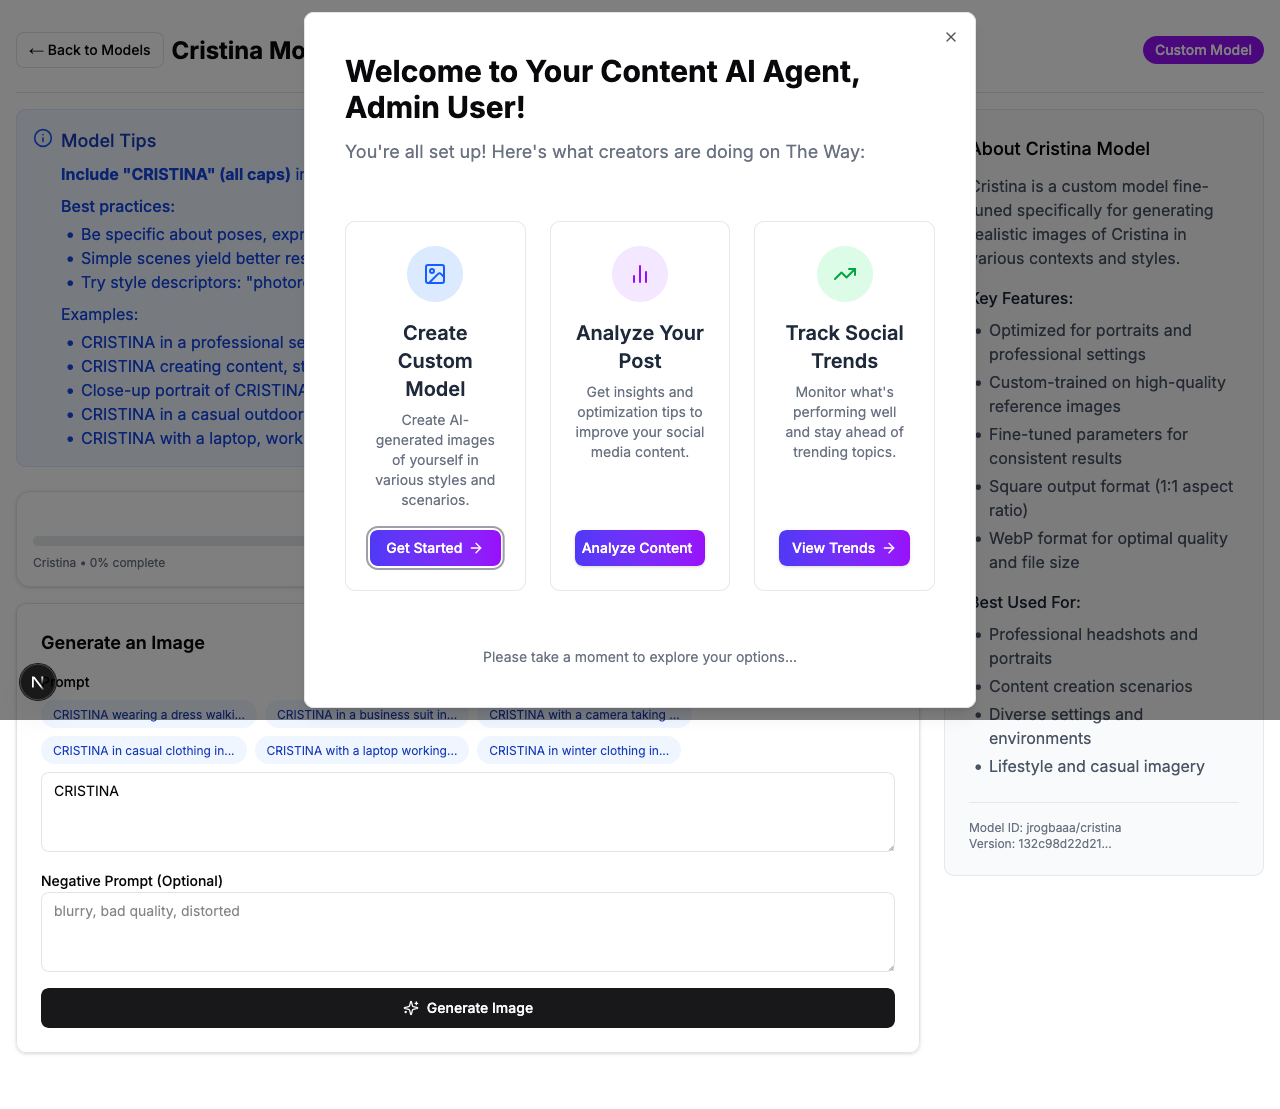 ← Back to Models
Cristina Mo
Custom Model
Model Tips
Include "CRISTINA" (all caps) in
Best practices:
• Be specific about poses, expr
• Simple scenes yield better res
• Try style descriptors: "photor
Examples:
• CRISTINA in a professional se
• CRISTINA creating content, st
• Close-up portrait of CRISTINA
• CRISTINA in a casual outdoor
• CRISTINA with a laptop, work
Cristina • 0% complete
Welcome to Your Content AI Agent,
Admin User!
You're all set up! Here's what creators are doing on The Way:
Create
Custom
Model
Create AI-
generated images
of yourself in
various styles and
scenarios.
Get Started →
Analyze Your
Post
Get insights and
optimization tips to
improve your social
media content.
Analyze Content
Track Social
Trends
Monitor what's
performing well
and stay ahead of
trending topics.
View Trends →
Please take a moment to explore your options...
About Cristina Model
Cristina is a custom model fine-
tuned specifically for generating
realistic images of Cristina in
various contexts and styles.
Key Features:
• Optimized for portraits and
professional settings
• Custom-trained on high-quality
reference images
• Fine-tuned parameters for
consistent results
• Square output format (1:1 aspect
ratio)
• WebP format for optimal quality
and file size
Best Used For:
• Professional headshots and
portraits
• Content creation scenarios
• Diverse settings and
environments
• Lifestyle and casual imagery
Model ID: jrogbaaa/cristina
Version: 132c98d22d21...
Generate an Image
N
Prompt
CRISTINA wearing a dress walki...
CRISTINA in a business suit in...
CRISTINA with a camera taking ...
CRISTINA in casual clothing in...
CRISTINA with a laptop working...
CRISTINA in winter clothing in...
CRISTINA
Negative Prompt (Optional)
blurry, bad quality, distorted
Generate Image